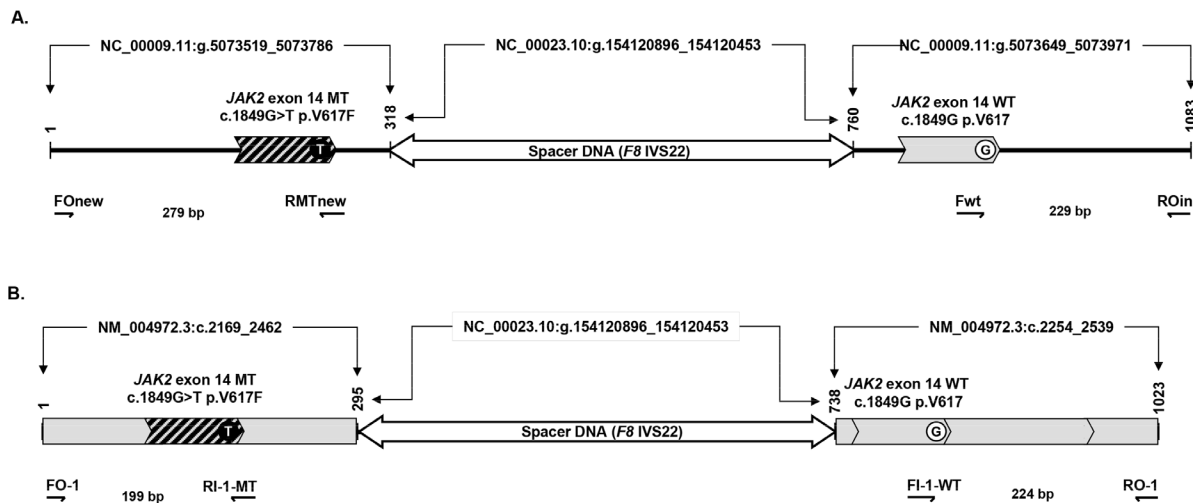 A.
NC_00009.11:g.5073519_5073786
NC_00023.10:g.154120896_154120453
NC_00009.11:g.5073649_5073971
JAK2 exon 14 MT
c.1849G>T p.V617F
JAK2 exon 14 WT
c.1849G p.V617
1
318
760
1083
T
Spacer DNA (F8 IVS22)
G
FOnew
279 bp
RMTnew
Fwt
229 bp
ROin
B.
NM_004972.3:c.2169_2462
NC_00023.10:g.154120896_154120453
NM_004972.3:c.2254_2539
JAK2 exon 14 MT
c.1849G>T p.V617F
JAK2 exon 14 WT
c.1849G p.V617
1
295
738
1023
T
Spacer DNA (F8 IVS22)
G
FO-1
199 bp
RI-1-MT
FI-1-WT
224 bp
RO-1